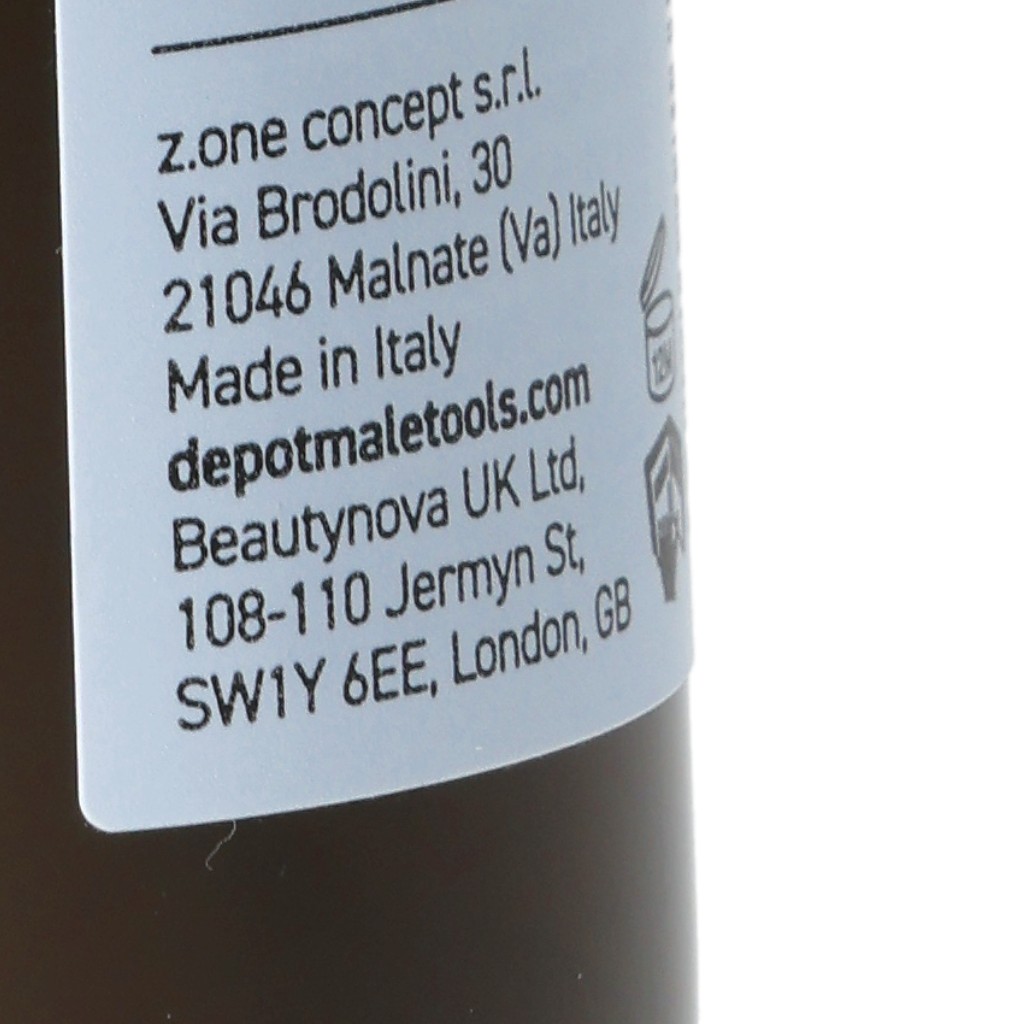 z.one concept s.r.l.
Via Brodolini, 30
21046 Malnate (Va) Italy
Made in Italy
depotmaletools.com
Beautynova UK Ltd,
108-110 Jermyn St,
SW1Y 6EE, London, GB
12M